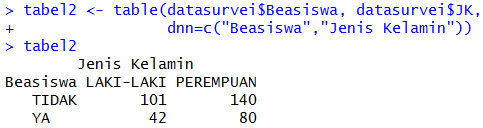 > tabel2 <- table(datasurvei$Beasiswa, datasurvei$JK,
+ dnn=c("Beasiswa","Jenis Kelamin"))
> tabel2
Jenis Kelamin
Beasiswa LAKI-LAKI PEREMPUAN
TIDAK 101 140
YA 42 80